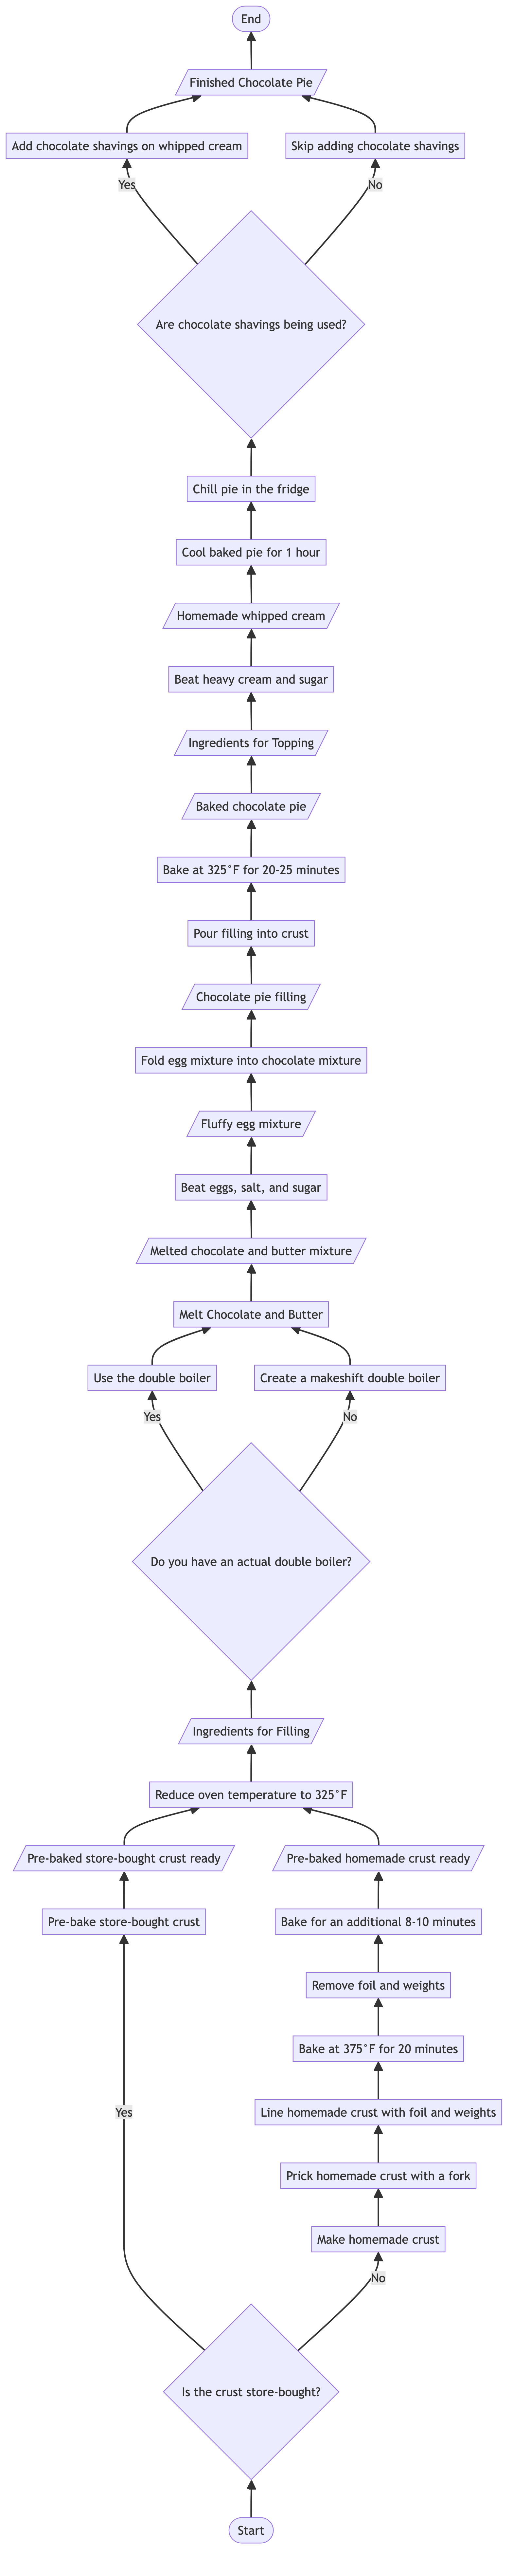 End
Finished Chocolate Pie
Add chocolate shavings on whipped cream
Skip adding chocolate shavings
Yes
No
Are chocolate shavings being used?
Chill pie in the fridge
Cool baked pie for 1 hour
Homemade whipped cream
Beat heavy cream and sugar
Ingredients for Topping
Baked chocolate pie
Bake at 325°F for 20-25 minutes
Pour filling into crust
Chocolate pie filling
Fold egg mixture into chocolate mixture
Fluffy egg mixture
Beat eggs, salt, and sugar
Melted chocolate and butter mixture
Melt Chocolate and Butter
Use the double boiler
Create a makeshift double boiler
Yes
No
Do you have an actual double boiler?
Ingredients for Filling
Reduce oven temperature to 325°F
Pre-baked store-bought crust ready
Pre-baked homemade crust ready
Pre-bake store-bought crust
Bake for an additional 8-10 minutes
Remove foil and weights
Bake at 375°F for 20 minutes
Yes
Line homemade crust with foil and weights
Prick homemade crust with a fork
Make homemade crust
No
Is the crust store-bought?
Start